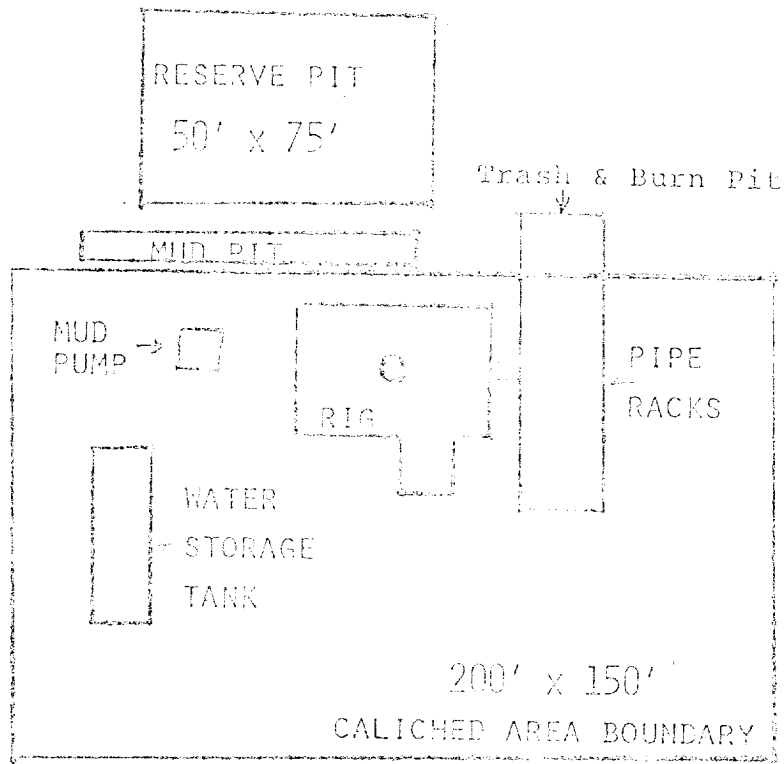 RESERVE PIT
50' x 75'
Trash & Burn Pit
MUD PIT
MUD
PUMP
RIG
PIPE
RACKS
WATER
STORAGE
TANK
200' x 150'
CALICHED AREA BOUNDARY